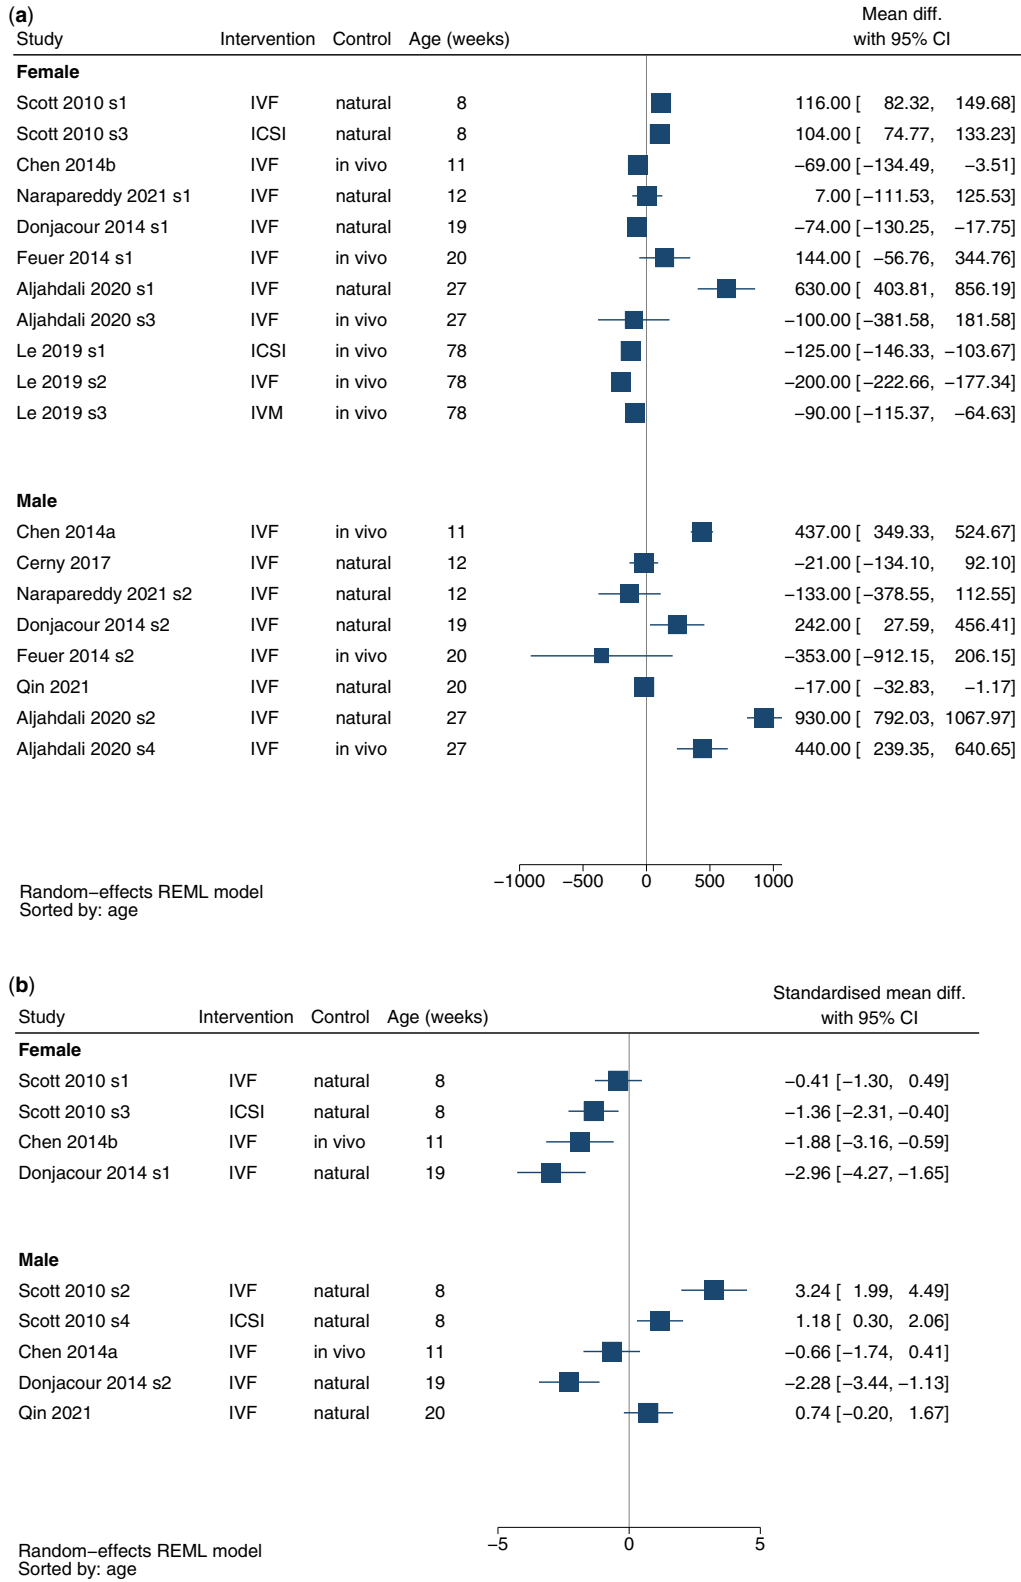 (a)
Mean diff.
Study Intervention Control Age (weeks) with 95% CI
Female
Scott 2010 s1 IVF natural 8 116.00 [ 82.32, 149.68]
Scott 2010 s3 ICSI natural 8 104.00 [ 74.77, 133.23]
Chen 2014b IVF in vivo 11 −69.00 [−134.49, −3.51]
Narapareddy 2021 s1 IVF natural 12 7.00 [−111.53, 125.53]
Donjacour 2014 s1 IVF natural 19 −74.00 [−130.25, −17.75]
Feuer 2014 s1 IVF in vivo 20 144.00 [ −56.76, 344.76]
Aljahdali 2020 s1 IVF natural 27 630.00 [ 403.81, 856.19]
Aljahdali 2020 s3 IVF in vivo 27 −100.00 [−381.58, 181.58]
Le 2019 s1 ICSI in vivo 78 −125.00 [−146.33, −103.67]
Le 2019 s2 IVF in vivo 78 −200.00 [−222.66, −177.34]
Le 2019 s3 IVM in vivo 78 −90.00 [−115.37, −64.63]
Male
Chen 2014a IVF in vivo 11 437.00 [ 349.33, 524.67]
Cerny 2017 IVF natural 12 −21.00 [−134.10, 92.10]
Narapareddy 2021 s2 IVF natural 12 −133.00 [−378.55, 112.55]
Donjacour 2014 s2 IVF natural 19 242.00 [ 27.59, 456.41]
Feuer 2014 s2 IVF in vivo 20 −353.00 [−912.15, 206.15]
Qin 2021 IVF natural 20 −17.00 [ −32.83, −1.17]
Aljahdali 2020 s2 IVF natural 27 930.00 [ 792.03, 1067.97]
Aljahdali 2020 s4 IVF in vivo 27 440.00 [ 239.35, 640.65]
−1000 −500 0 500 1000
Random−effects REML model
Sorted by: age
(b)
Standardised mean diff.
Study Intervention Control Age (weeks) with 95% CI
Female
Scott 2010 s1 IVF natural 8 −0.41 [−1.30, 0.49]
Scott 2010 s3 ICSI natural 8 −1.36 [−2.31, −0.40]
Chen 2014b IVF in vivo 11 −1.88 [−3.16, −0.59]
Donjacour 2014 s1 IVF natural 19 −2.96 [−4.27, −1.65]
Male
Scott 2010 s2 IVF natural 8 3.24 [ 1.99, 4.49]
Scott 2010 s4 ICSI natural 8 1.18 [ 0.30, 2.06]
Chen 2014a IVF in vivo 11 −0.66 [−1.74, 0.41]
Donjacour 2014 s2 IVF natural 19 −2.28 [−3.44, −1.13]
Qin 2021 IVF natural 20 0.74 [−0.20, 1.67]
−5 0 5
Random−effects REML model
Sorted by: age